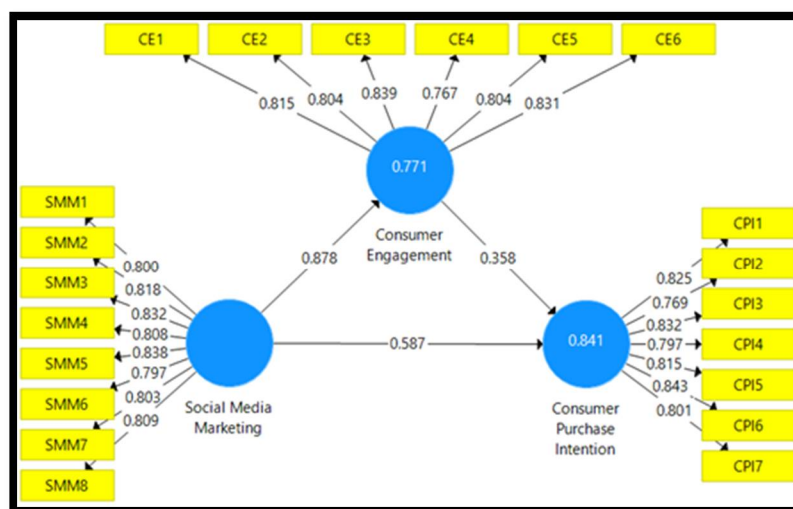 CE1 CE2 CE3 CE4 CE5 CE6
0.815 0.804 0.839 0.767 0.804 0.831
0.771
Consumer
Engagement
0.878
0.358
0.587
SMM1
SMM2
SMM3
SMM4
SMM5
SMM6
SMM7
SMM8
0.800
0.818
0.832
0.808
0.838
0.797
0.803
0.809
Social Media
Marketing
0.841
Consumer
Purchase
Intention
0.825
0.769
0.832
0.797
0.815
0.843
0.801
CPI1
CPI2
CPI3
CPI4
CPI5
CPI6
CPI7